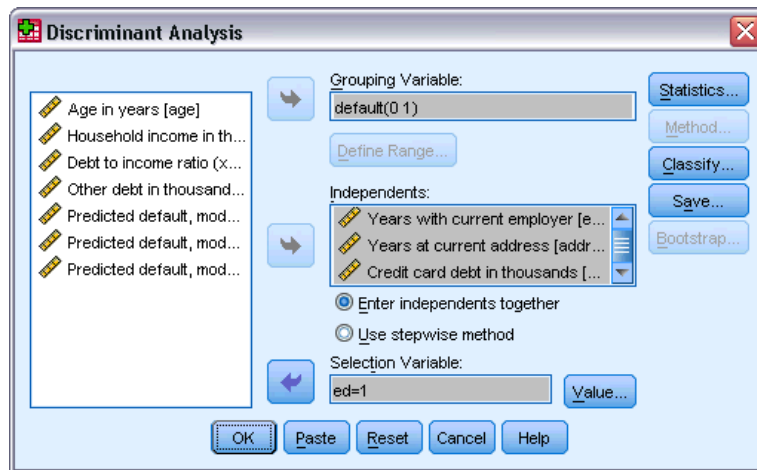 Discriminant Analysis
Age in years [age]
Household income in th...
Debt to income ratio (x...
Other debt in thousand...
Predicted default, mod...
Predicted default, mod...
Predicted default, mod...
Grouping Variable:
default(0 1)
Define Range...
Independents:
Years with current employer [e...
Years at current address [addr...
Credit card debt in thousands [...
Enter independents together
Use stepwise method
Selection Variable:
ed=1
Value...
Statistics...
Method...
Classify...
Save...
Bootstrap...
OK Paste Reset Cancel Help